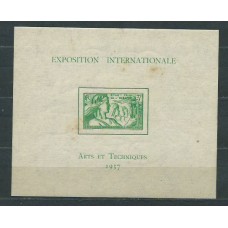 EXPOSITION INTERNATIONALE
ARTS ET TECHNIQUES
1937